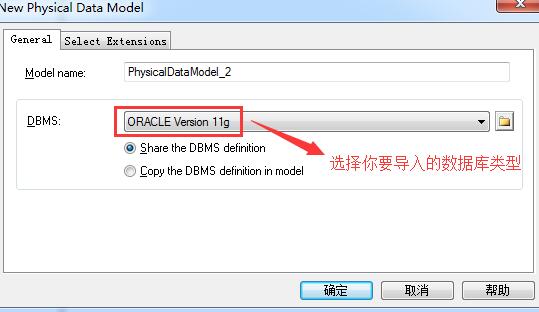 New Physical Data Model
General
Select Extensions
Model name:
PhysicalDataModel_2
DBMS:
ORACLE Version 11g
Share the DBMS definition
Copy the DBMS definition in model
选择你要导入的数据库类型
确定
取消
帮助